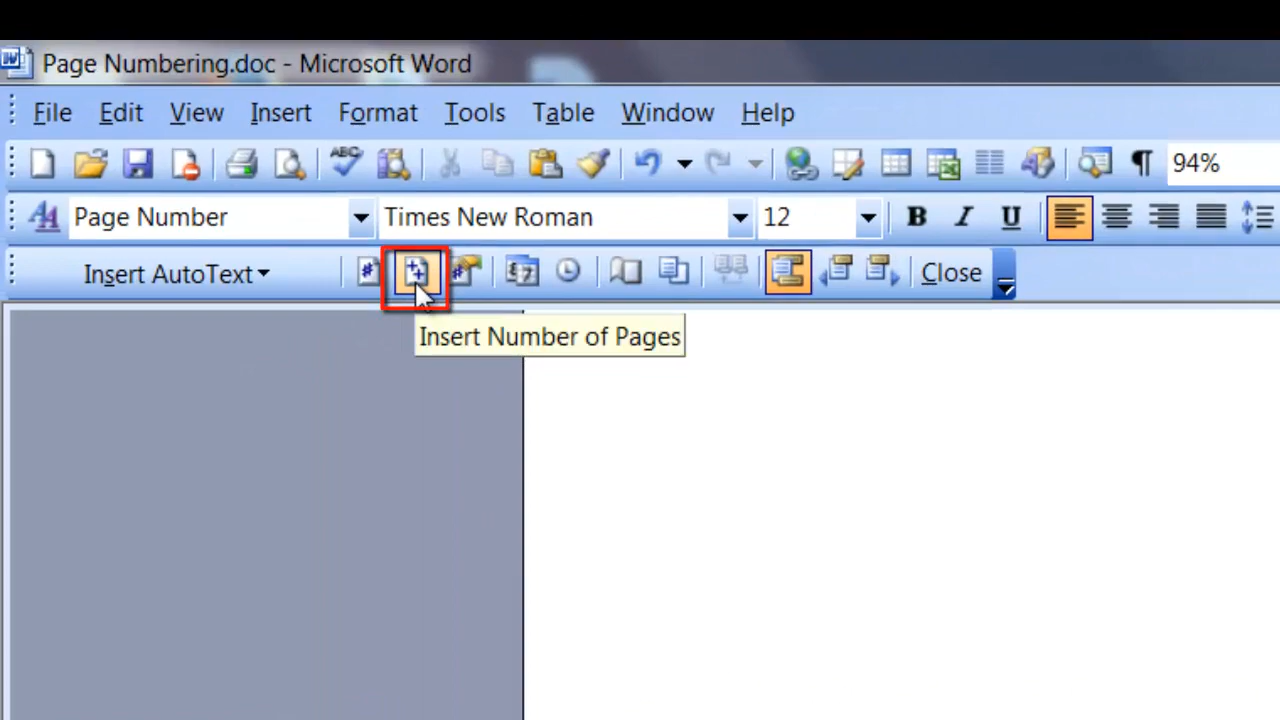 Page Numbering.doc - Microsoft Word
File Edit View Insert Format Tools Table Window Help
ABC ¶ 94%
Page Number Times New Roman 12 B I U
Insert AutoText Close
Insert Number of Pages